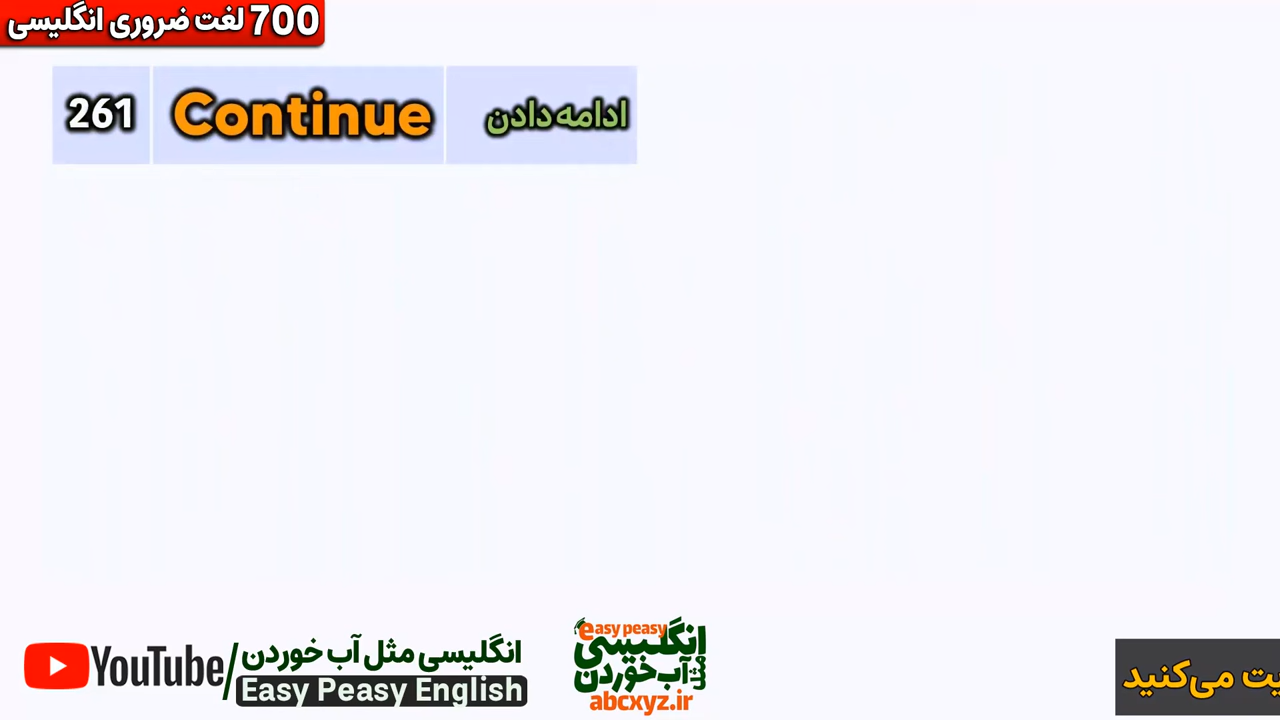 700 لغت ضروری انگلیسی
261 Continue ادامه دادن
YouTube/انگلیسی مثل آب خوردن
Easy Peasy English
easy peasy
انگلیسی
مثل آب خوردن
abcxyz.ir
می‌کنید